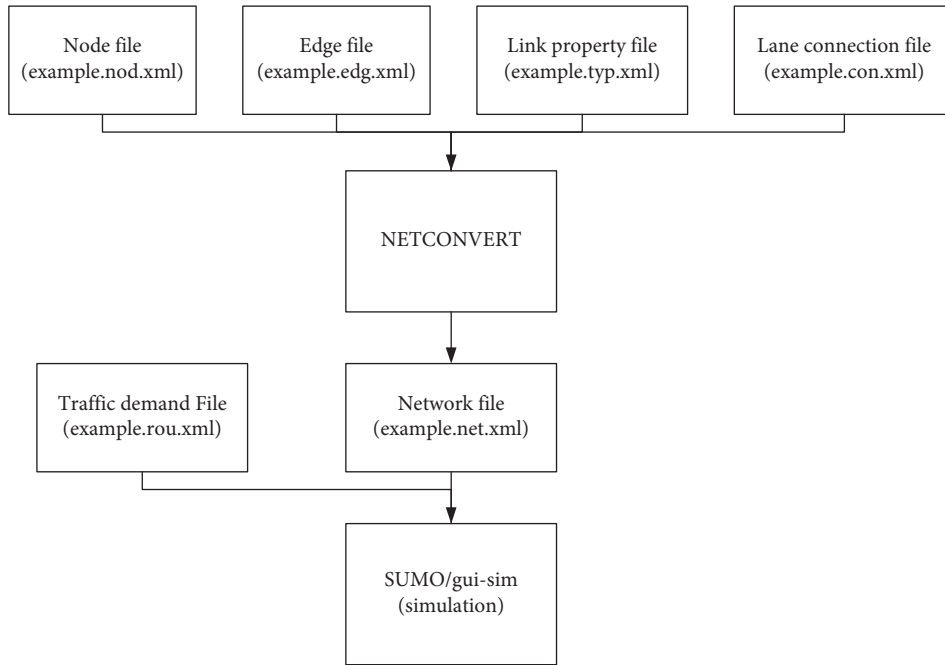 Node file
(example.nod.xml)
Edge file
(example.edg.xml)
Link property file
(example.typ.xml)
Lane connection file
(example.con.xml)
NETCONVERT
Traffic demand File
(example.rou.xml)
Network file
(example.net.xml)
SUMO/gui-sim
(simulation)